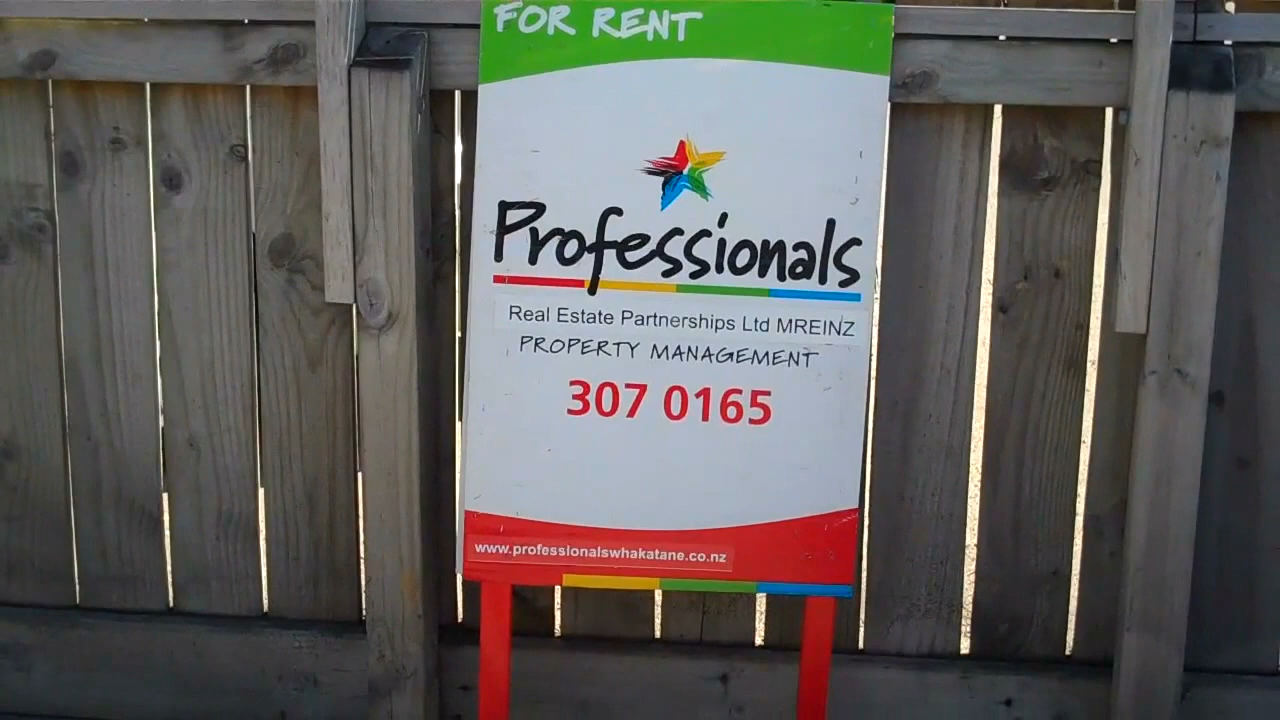 FOR RENT
Professionals
Real Estate Partnerships Ltd MREINZ
PROPERTY MANAGEMENT
307 0165
www.professionalswhakatane.co.nz